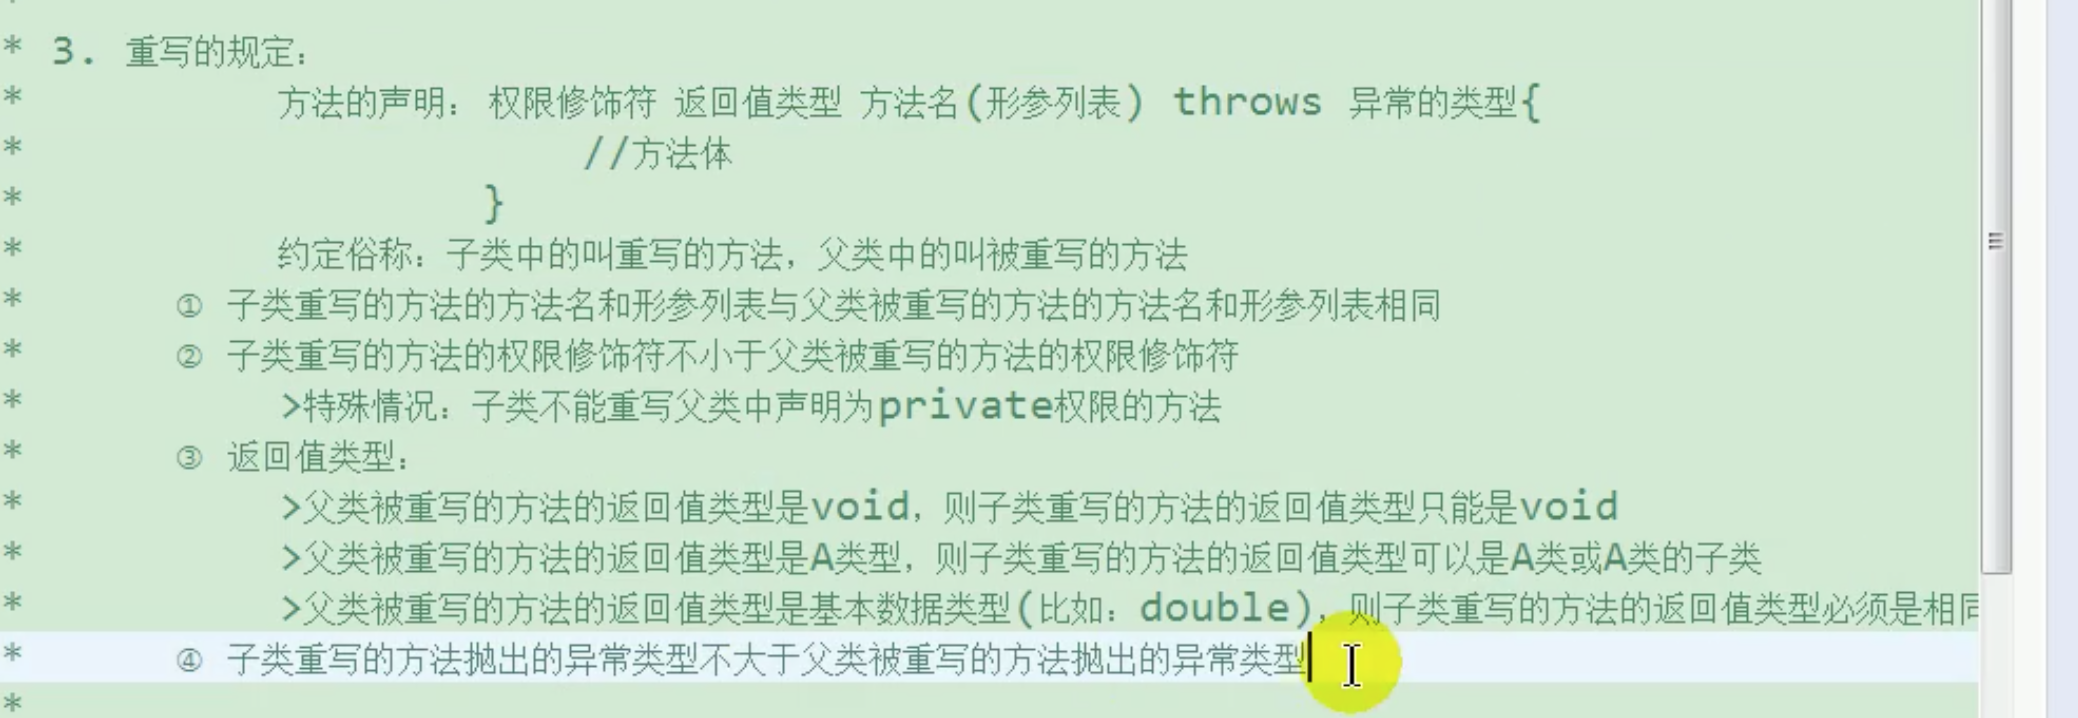 *
* 3. 重写的规定：
* 方法的声明： 权限修饰符 返回值类型 方法名(形参列表) throws 异常的类型{
* //方法体
* }
* 约定俗称：子类中的叫重写的方法，父类中的叫被重写的方法
* ① 子类重写的方法的方法名和形参列表与父类被重写的方法的方法名和形参列表相同
* ② 子类重写的方法的权限修饰符不小于父类被重写的方法的权限修饰符
* >特殊情况：子类不能重写父类中声明为private权限的方法
* ③ 返回值类型：
* >父类被重写的方法的返回值类型是void，则子类重写的方法的返回值类型只能是void
* >父类被重写的方法的返回值类型是A类型，则子类重写的方法的返回值类型可以是A类或A类的子类
* >父类被重写的方法的返回值类型是基本数据类型(比如：double)，则子类重写的方法的返回值类型必须是相同
* ④ 子类重写的方法抛出的异常类型不大于父类被重写的方法抛出的异常类型
*